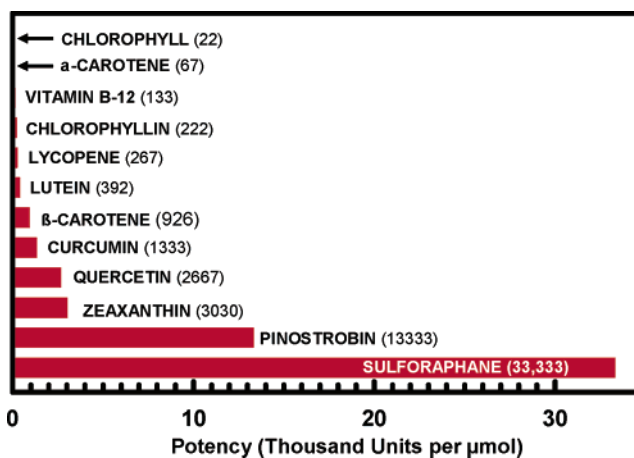 CHLOROPHYLL (22)
a-CAROTENE (67)
VITAMIN B-12 (133)
CHLOROPHYLLIN (222)
LYCOPENE (267)
LUTEIN (392)
ß-CAROTENE (926)
CURCUMIN (1333)
QUERCETIN (2667)
ZEAXANTHIN (3030)
PINOSTROBIN (13333)
SULFORAPHANE (33,333)
0 10 20 30
Potency (Thousand Units per µmol)